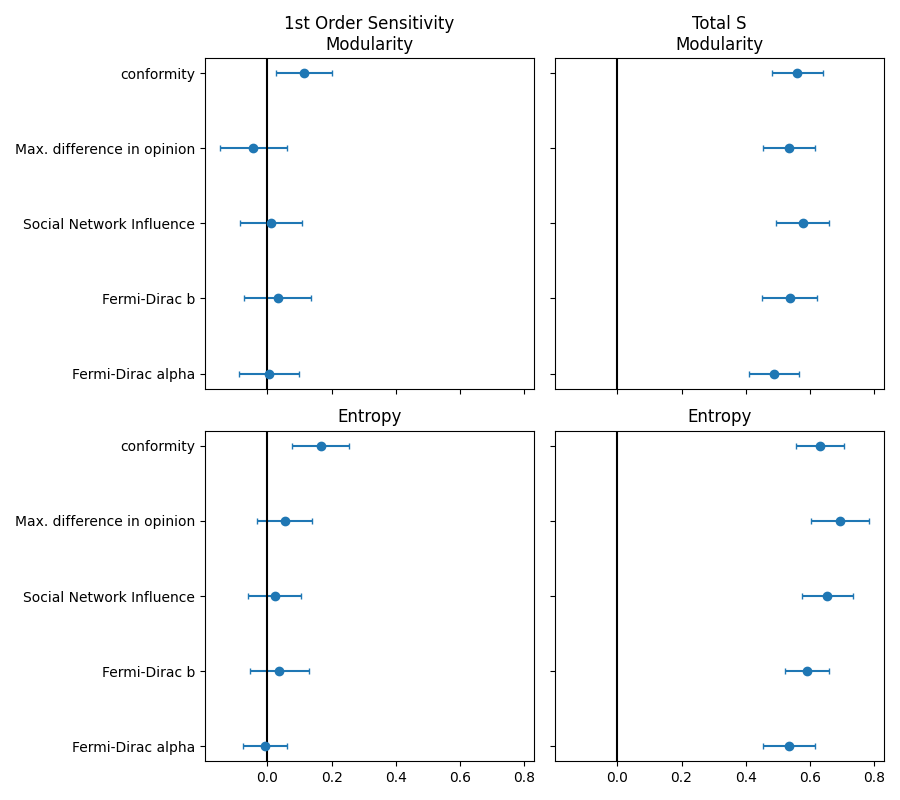 1st Order Sensitivity
Modularity
Total S
Modularity
conformity
Max. difference in opinion
Social Network Influence
Fermi-Dirac b
Fermi-Dirac alpha
Entropy
Entropy
conformity
Max. difference in opinion
Social Network Influence
Fermi-Dirac b
Fermi-Dirac alpha
0.0 0.2 0.4 0.6 0.8
0.0 0.2 0.4 0.6 0.8